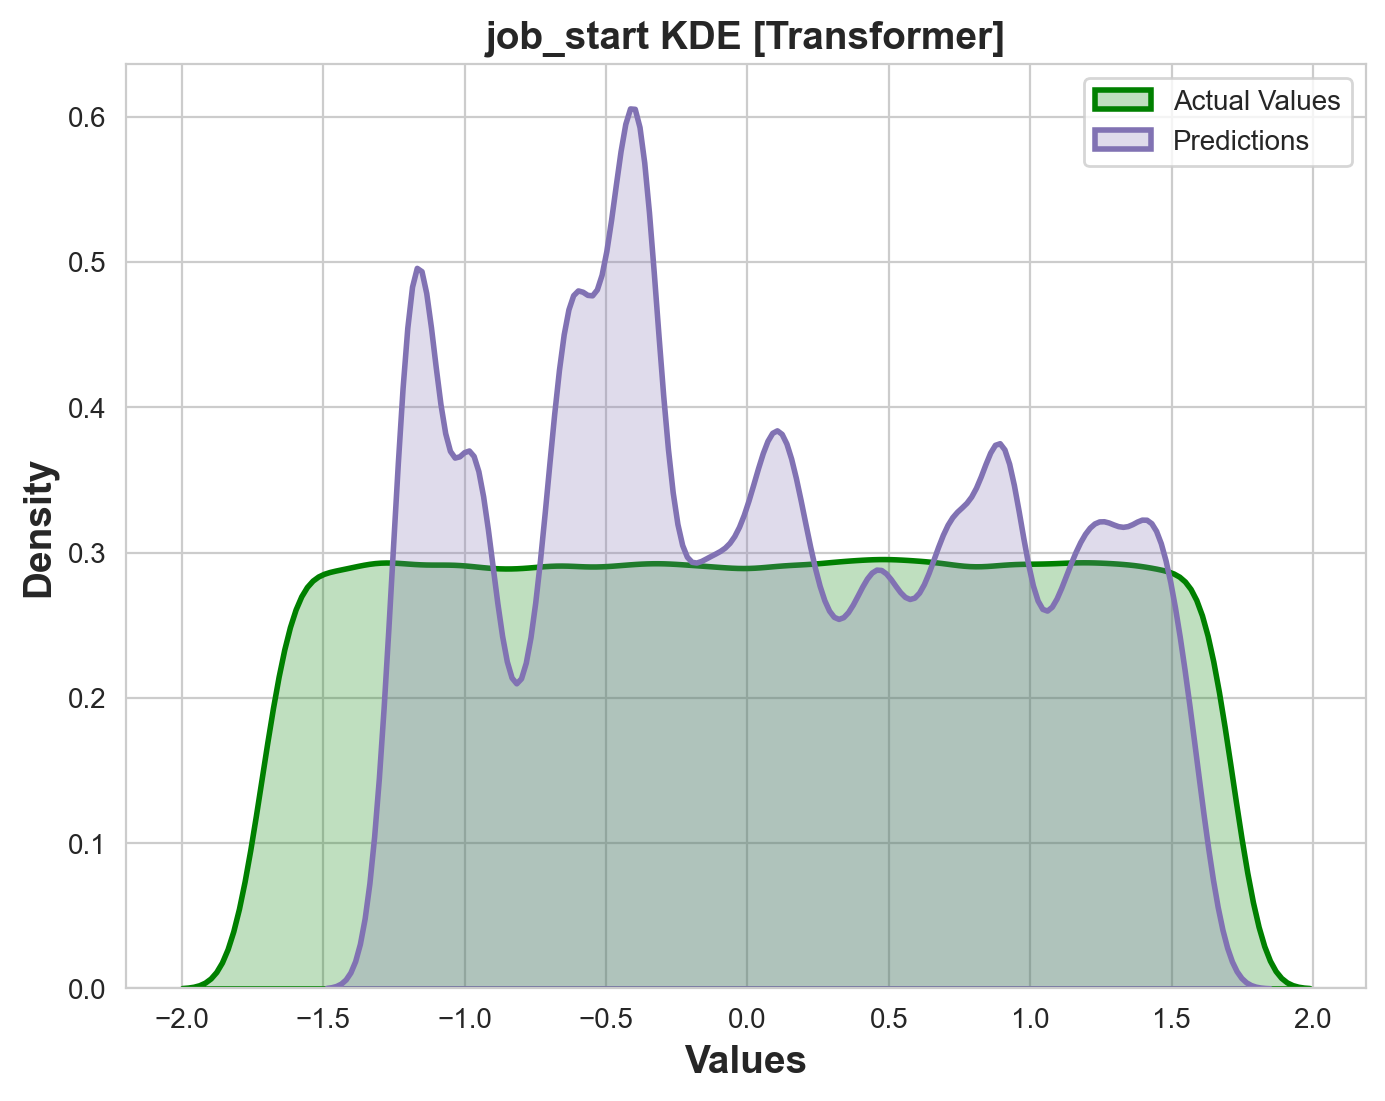 job_start KDE [Transformer]
Actual Values
Predictions
0.6
0.5
0.4
0.3
0.2
0.1
0.0
Density
−2.0 −1.5 −1.0 −0.5 0.0 0.5 1.0 1.5 2.0
Values